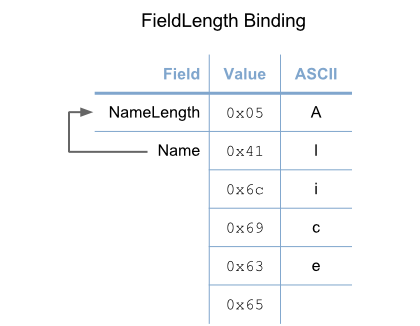 FieldLength Binding
Field Value ASCII
NameLength 0x05 A
Name 0x41 l
0x6c i
0x69 c
0x63 e
0x65